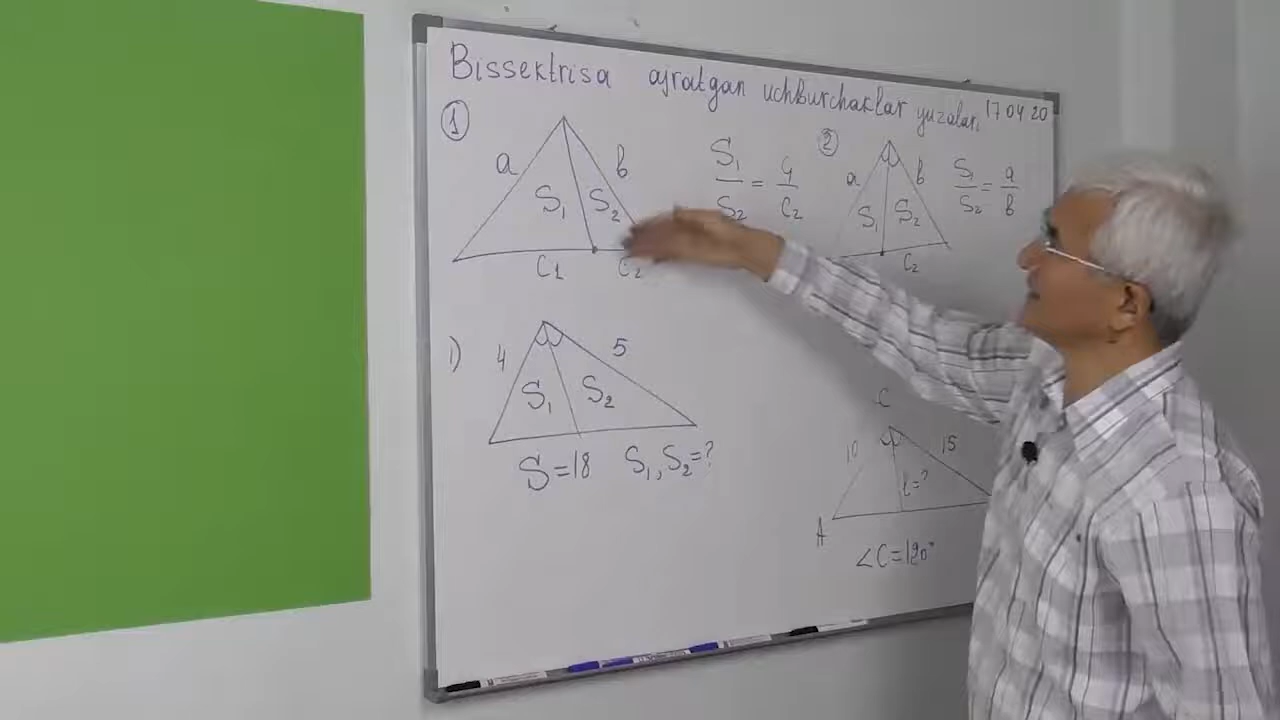 Bissektrisa ajratgan uchburchaklar yuzalari
17 04 20
①
a
b
S₁
S₂
C₁
C₂
S₁/S₂ = C₁/C₂
②
a
b
S₁
S₂
C₂
S₁/S₂ = a/b
1)
4
5
S₁
S₂
S=18 S₁, S₂=?
C
10
15
l=?
A
∠C=120°